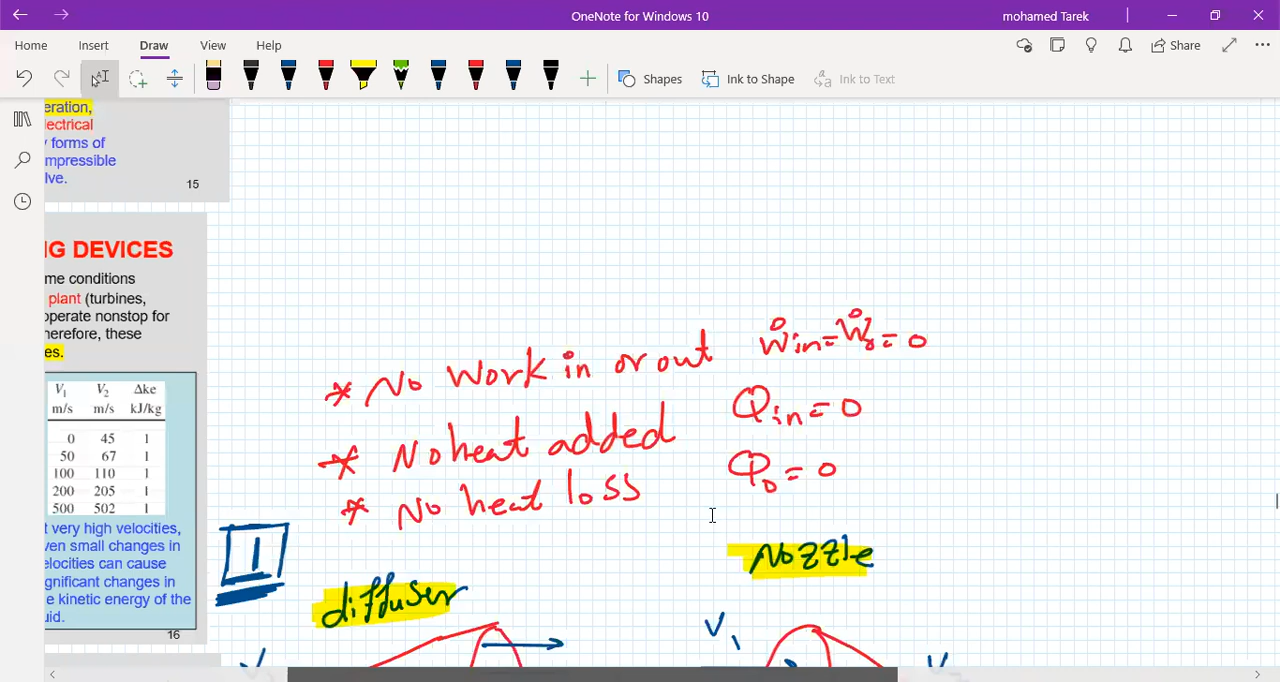 OneNote for Windows 10
mohamed Tarek
Home Insert Draw View Help
Share
Shapes
Ink to Shape
Ink to Text
eration,
lectrical
y forms of
mpressible
lve.
15
G DEVICES
me conditions
plant (turbines,
operate nonstop for
herefore, these
es.
V1 V2 Δke
m/s m/s kJ/kg
0 45 1
50 67 1
100 110 1
200 205 1
500 502 1
t very high velocities,
ven small changes in
elocities can cause
gnificant changes in
e kinetic energy of the
uid.
16
* No work in or out Ẇin=Ẇo=0
* No heat added Qin=0
* No heat loss Qo=0
1
diffuser
Nozzle
V1